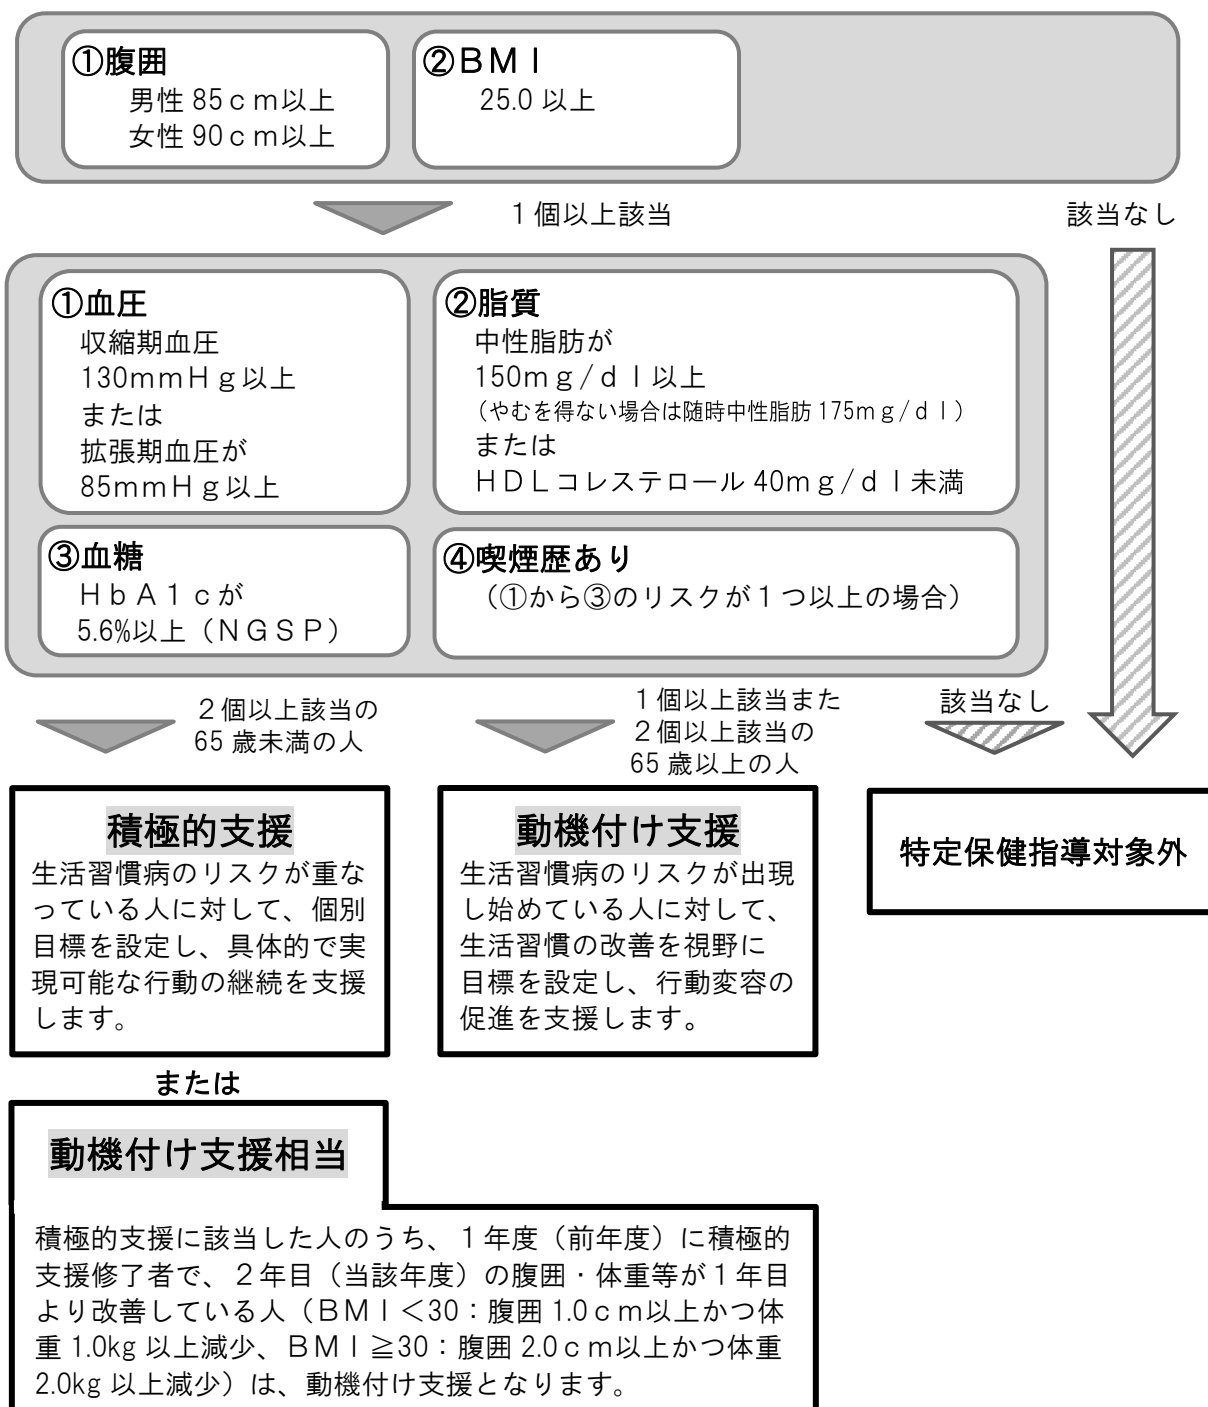 ①腹囲
男性 85ｃｍ以上
女性 90ｃｍ以上
②ＢＭＩ
25.0 以上
１個以上該当
該当なし
①血圧
収縮期血圧
130mmＨｇ以上
または
拡張期血圧が
85mmＨｇ以上
②脂質
中性脂肪が
150mｇ/ｄｌ以上
（やむを得ない場合は随時中性脂肪 175mｇ/ｄｌ）
または
ＨＤＬコレステロール 40mｇ/ｄｌ未満
③血糖
ＨｂＡ１ｃが
5.6%以上（ＮＧＳＰ）
④喫煙歴あり
（①から③のリスクが１つ以上の場合）
２個以上該当の
65 歳未満の人
１個以上該当また
２個以上該当の
65 歳以上の人
該当なし
積極的支援
生活習慣病のリスクが重な
っている人に対して、個別
目標を設定し、具体的で実
現可能な行動の継続を支援
します。
動機付け支援
生活習慣病のリスクが出現
し始めている人に対して、
生活習慣の改善を視野に
目標を設定し、行動変容の
促進を支援します。
特定保健指導対象外
または
動機付け支援相当
積極的支援に該当した人のうち、１年度（前年度）に積極的
支援修了者で、２年目（当該年度）の腹囲・体重等が１年目
より改善している人（ＢＭＩ＜30：腹囲 1.0ｃｍ以上かつ体
重 1.0kg 以上減少、ＢＭＩ≧30：腹囲 2.0ｃｍ以上かつ体重
2.0kg 以上減少）は、動機付け支援となります。